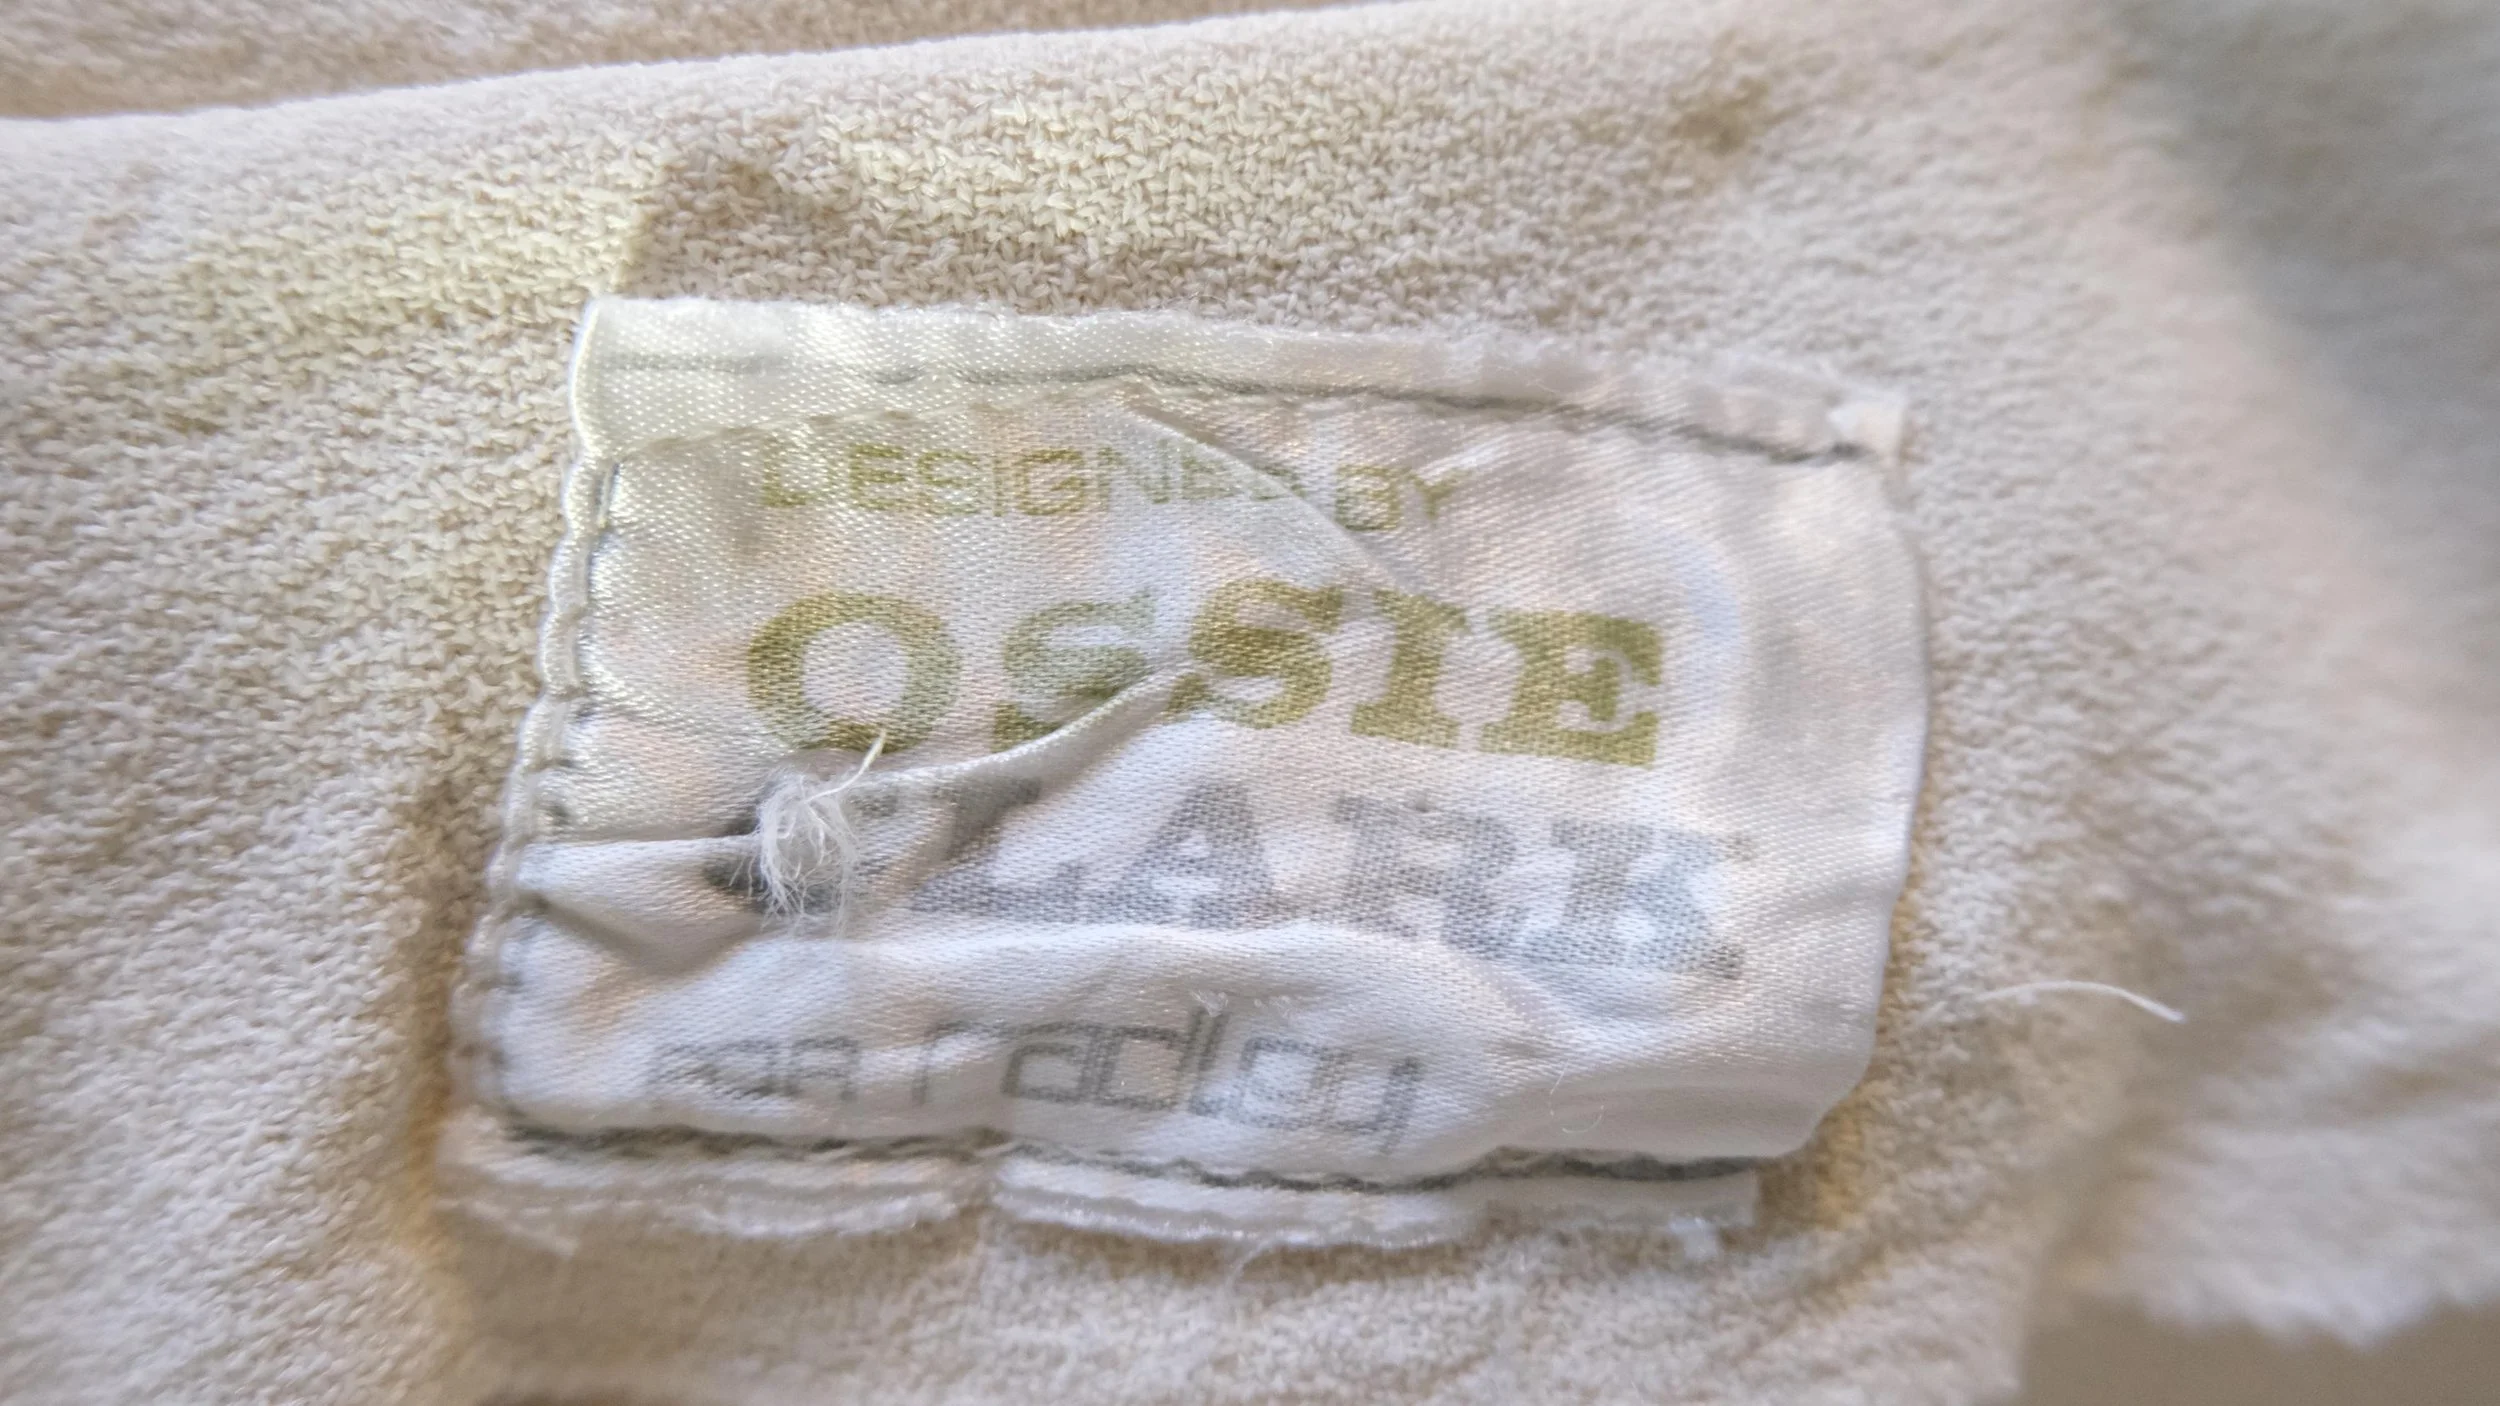 DESIGNED BY
OSSIE
CLARK
FOR radley